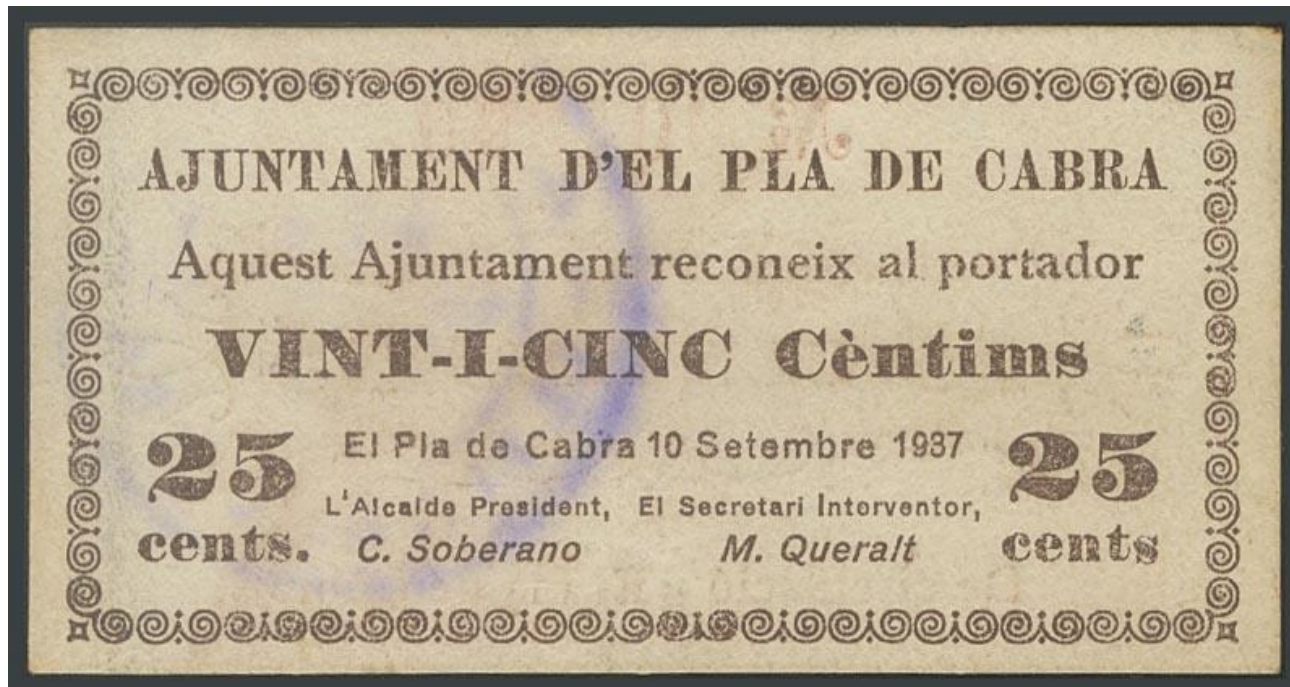 AJUNTAMENT D'EL PLA DE CABRA
Aquest Ajuntament reconeix al portador
VINT-I-CINC Cèntims
25 El Pla de Cabra 10 Setembre 1937 25
L'Alcalde President, El Secretari Interventor,
cents. C. Soberano M. Queralt cents